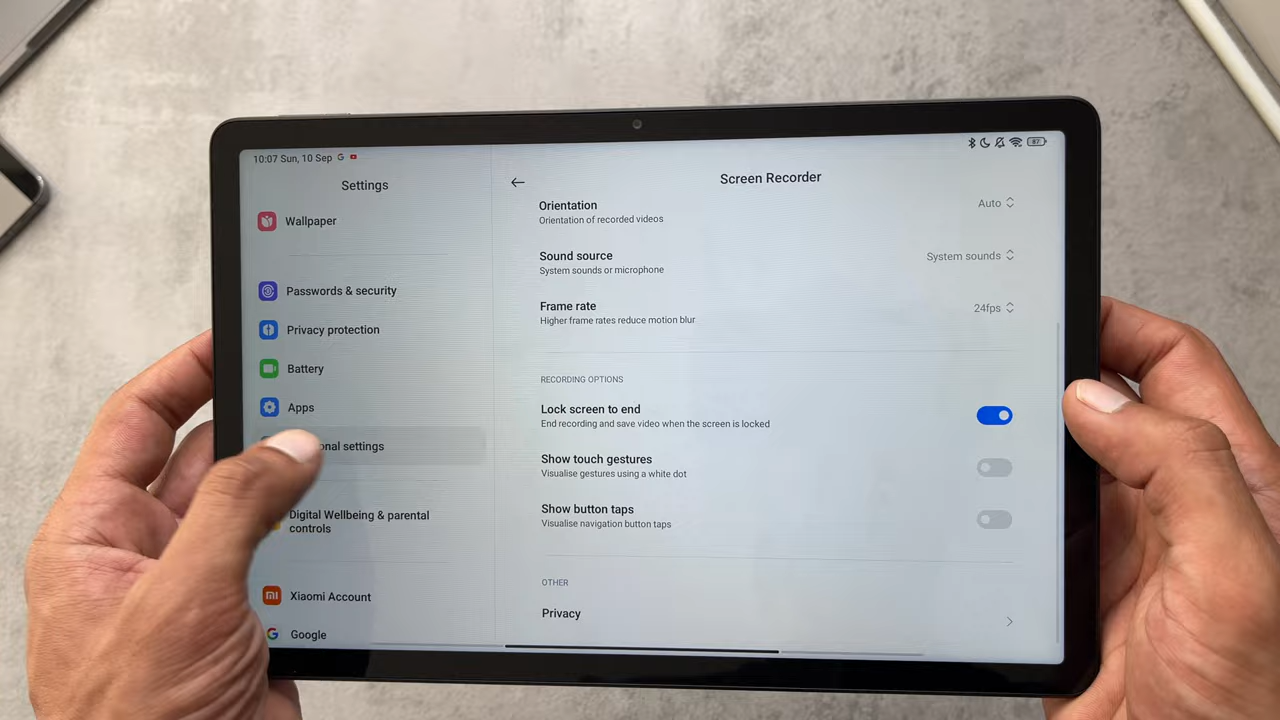 10:07 Sun, 10 Sep
87
Settings
Wallpaper
Passwords & security
Privacy protection
Battery
Apps
settings
Digital Wellbeing & parental
controls
mi
Xiaomi Account
Google
Screen Recorder
Orientation
Auto
Orientation of recorded videos
Sound source
System sounds
System sounds or microphone
Frame rate
24fps
Higher frame rates reduce motion blur
RECORDING OPTIONS
Lock screen to end
End recording and save video when the screen is locked
Show touch gestures
Visualise gestures using a white dot
Show button taps
Visualise navigation button taps
OTHER
Privacy